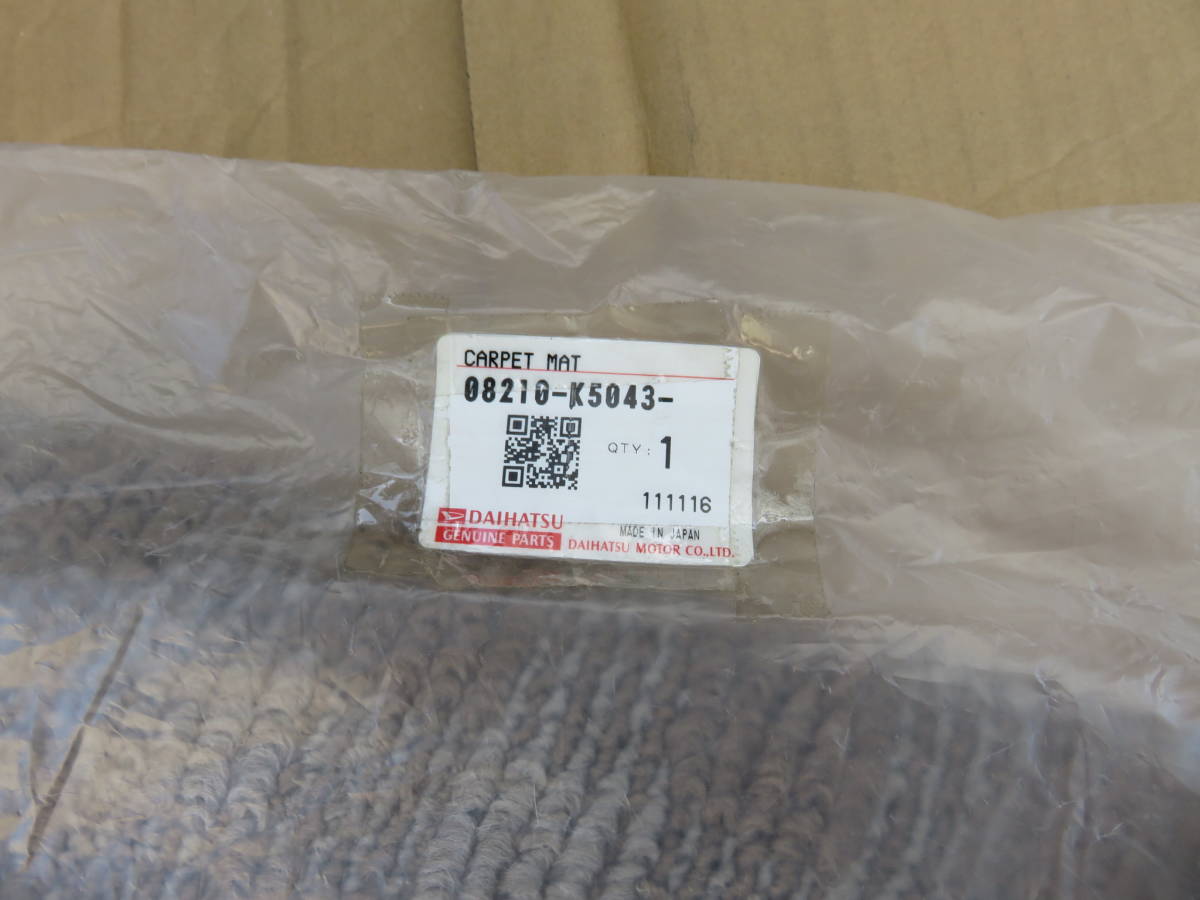 CARPET MAT
08210-K5043-
QTY: 1
111116
DAIHATSU
GENUINE PARTS
MADE IN JAPAN
DAIHATSU MOTOR CO.,LTD.